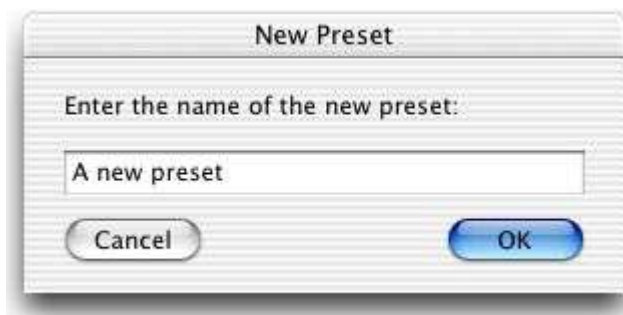 New Preset
Enter the name of the new preset:
A new preset
Cancel OK